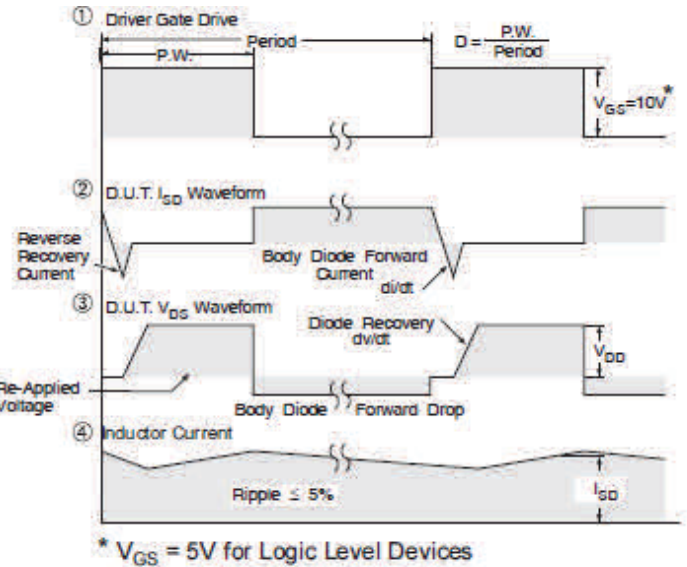 ① Driver Gate Drive
P.W.
Period
D = P.W.
Period
V_GS=10V*
② D.U.T. I_SD Waveform
Reverse
Recovery
Current
Body Diode Forward
Current
di/dt
③ D.U.T. V_DS Waveform
Diode Recovery
dv/dt
V_DD
Re-Applied
Voltage
Body Diode Forward Drop
④ Inductor Current
Ripple ≤ 5%
I_SD
* V_GS = 5V for Logic Level Devices